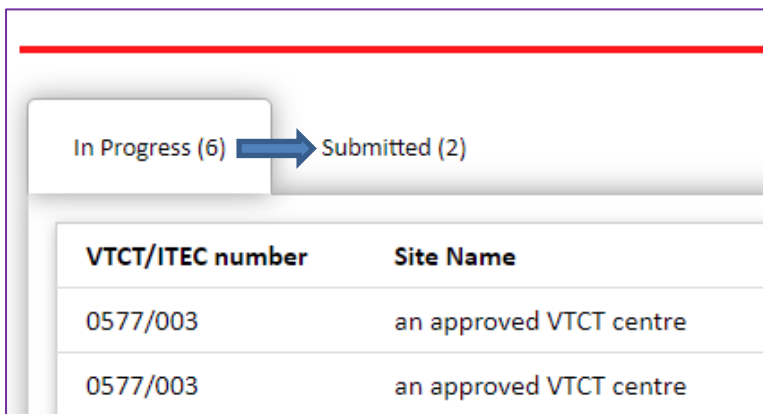 In Progress (6) Submitted (2)
VTCT/ITEC number Site Name
0577/003 an approved VTCT centre
0577/003 an approved VTCT centre